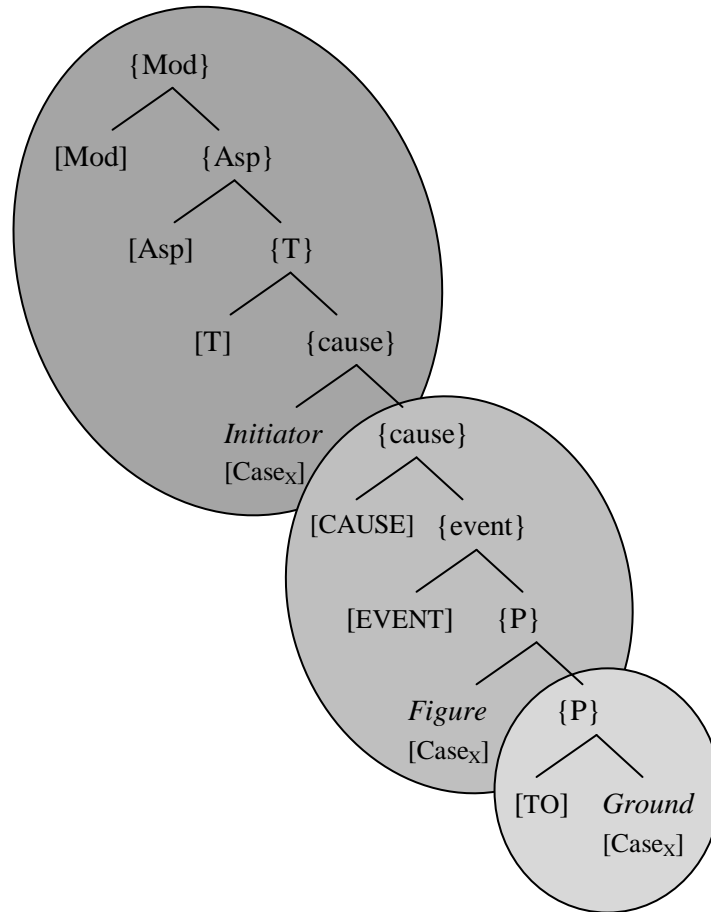 {Mod}
[Mod] {Asp}
[Asp] {T}
[T] {cause}
Initiator {cause}
[CaseX]
[CAUSE] {event}
[EVENT] {P}
Figure {P}
[CaseX]
[TO] Ground
[CaseX]